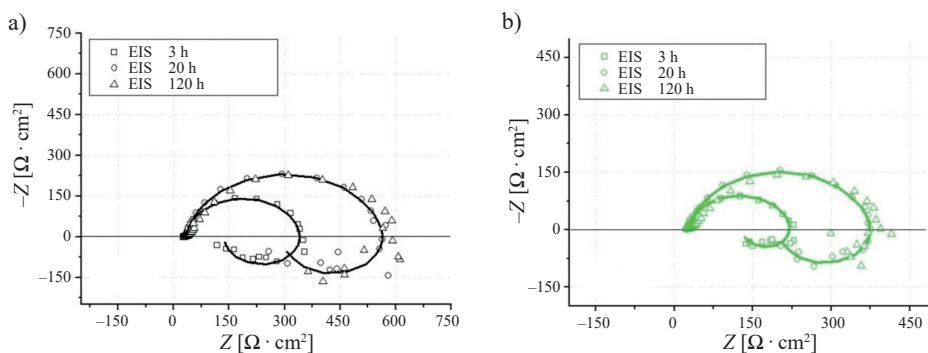 a)
750
600
450
300
150
0
–150
–150 0 150 300 450 600 750
–Z [Ω · cm²]
Z [Ω · cm²]
EIS 3 h
EIS 20 h
EIS 120 h
b)
450
300
150
0
–150
–150 0 150 300 450
–Z [Ω · cm²]
Z [Ω · cm²]
EIS 3 h
EIS 20 h
EIS 120 h